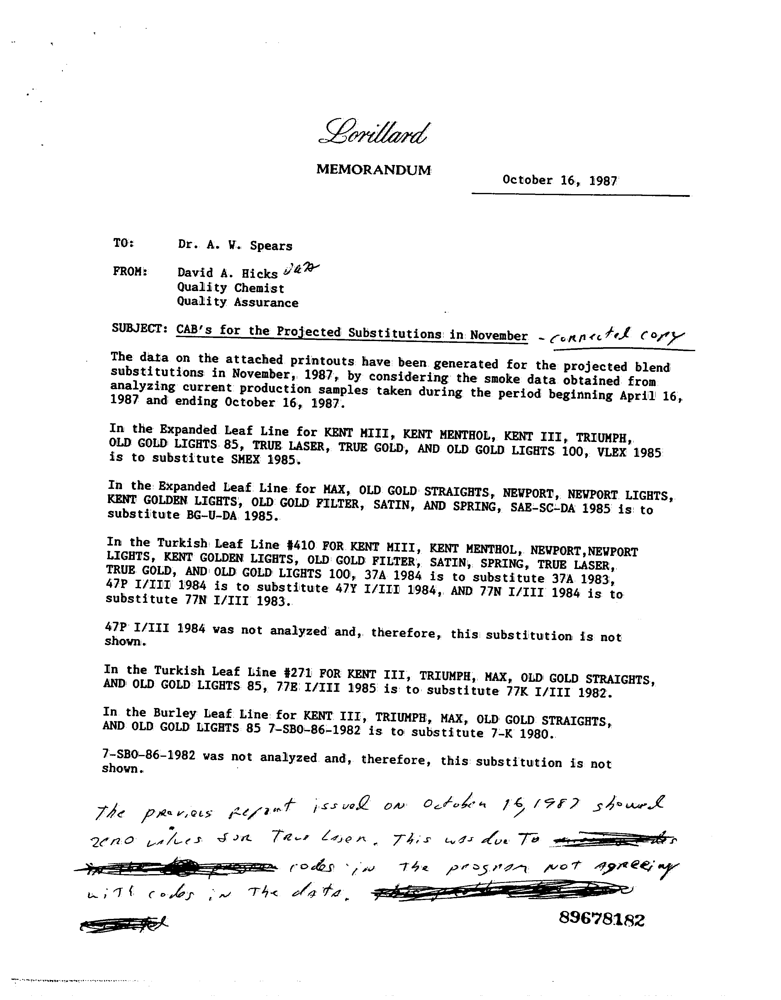 Lorillard
MEMORANDUM
October 16, 1987
TO: Dr. A. W. Spears
FROM: David A. Hicks DAH
Quality Chemist
Quality Assurance
SUBJECT: CAB's for the Projected Substitutions in November - corrected copy
The data on the attached printouts have been generated for the projected blend
substitutions in November, 1987, by considering the smoke data obtained from
analyzing current production samples taken during the period beginning April 16,
1987 and ending October 16, 1987.
In the Expanded Leaf Line for KENT MIII, KENT MENTHOL, KENT III, TRIUMPH,
OLD GOLD LIGHTS 85, TRUE LASER, TRUE GOLD, AND OLD GOLD LIGHTS 100, VLEX 1985
is to substitute SMEX 1985.
In the Expanded Leaf Line for MAX, OLD GOLD STRAIGHTS, NEWPORT, NEWPORT LIGHTS,
KENT GOLDEN LIGHTS, OLD GOLD FILTER, SATIN, AND SPRING, SAE-SC-DA 1985 is to
substitute BG-U-DA 1985.
In the Turkish Leaf Line #410 FOR KENT MIII, KENT MENTHOL, NEWPORT,NEWPORT
LIGHTS, KENT GOLDEN LIGHTS, OLD GOLD FILTER, SATIN, SPRING, TRUE LASER,
TRUE GOLD, AND OLD GOLD LIGHTS 100, 37A 1984 is to substitute 37A 1983,
47P I/III 1984 is to substitute 47Y I/III 1984, AND 77N I/III 1984 is to
substitute 77N I/III 1983.
47P I/III 1984 was not analyzed and, therefore, this substitution is not
shown.
In the Turkish Leaf Line #271 FOR KENT III, TRIUMPH, MAX, OLD GOLD STRAIGHTS,
AND OLD GOLD LIGHTS 85, 77E I/III 1985 is to substitute 77K I/III 1982.
In the Burley Leaf Line for KENT III, TRIUMPH, MAX, OLD GOLD STRAIGHTS,
AND OLD GOLD LIGHTS 85 7-SBO-86-1982 is to substitute 7-K 1980.
7-SBO-86-1982 was not analyzed and, therefore, this substitution is not
shown.
The previous report issued on October 16, 1987 showed
zero values for True Laser. This was due To
codes in The program not agreeing
with codes in The data.
89678182